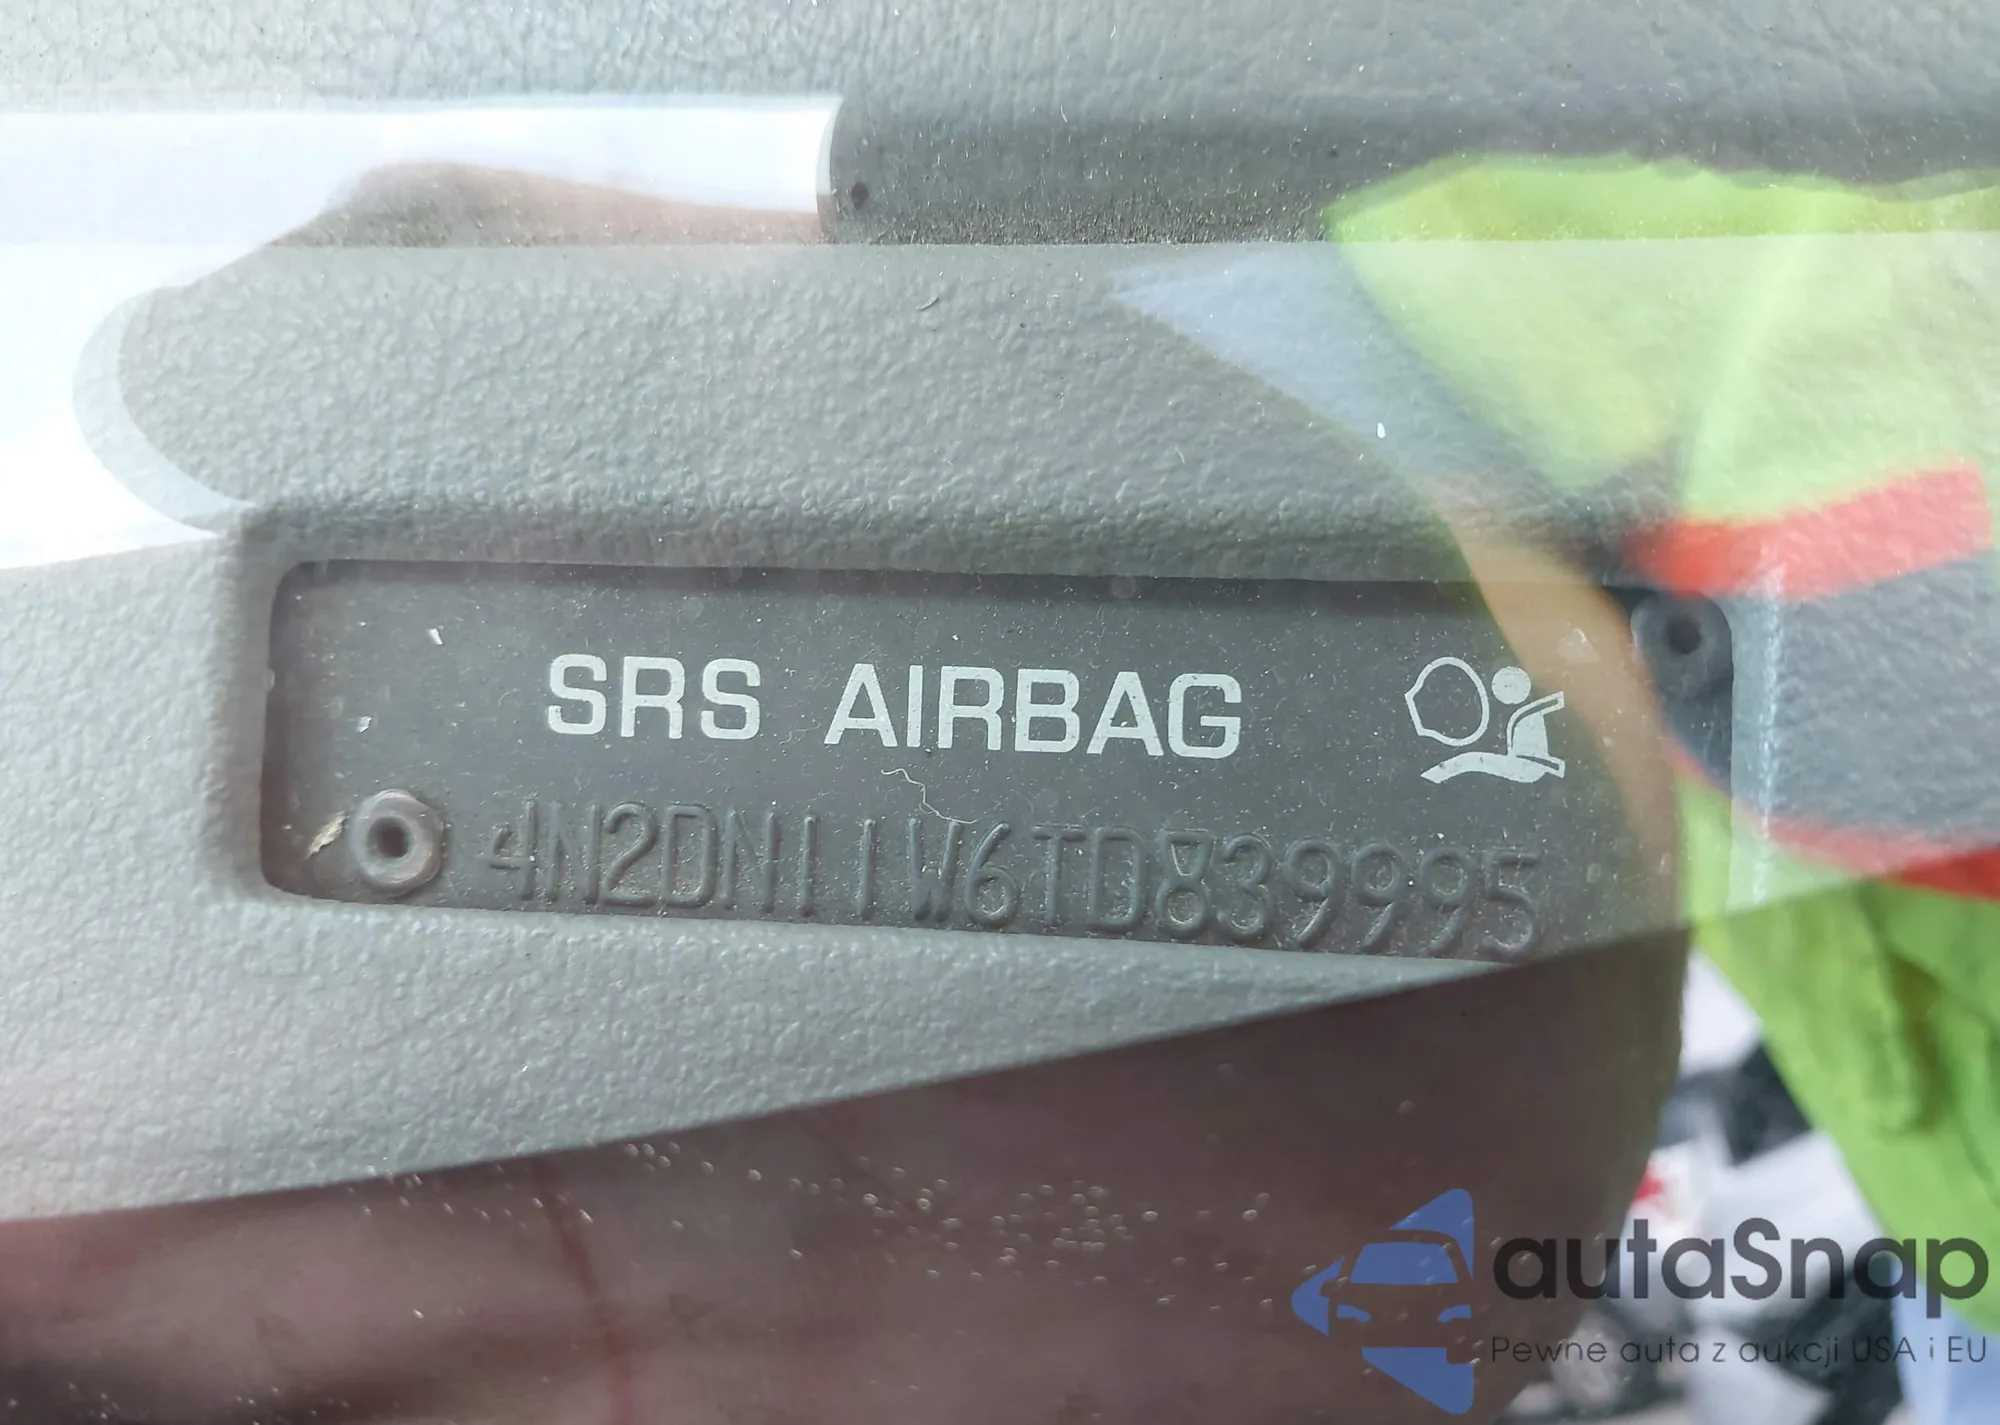 SRS AIRBAG
4N2DN11W6TD839995
autaSnap
Pewne auta z aukcji USA i EU